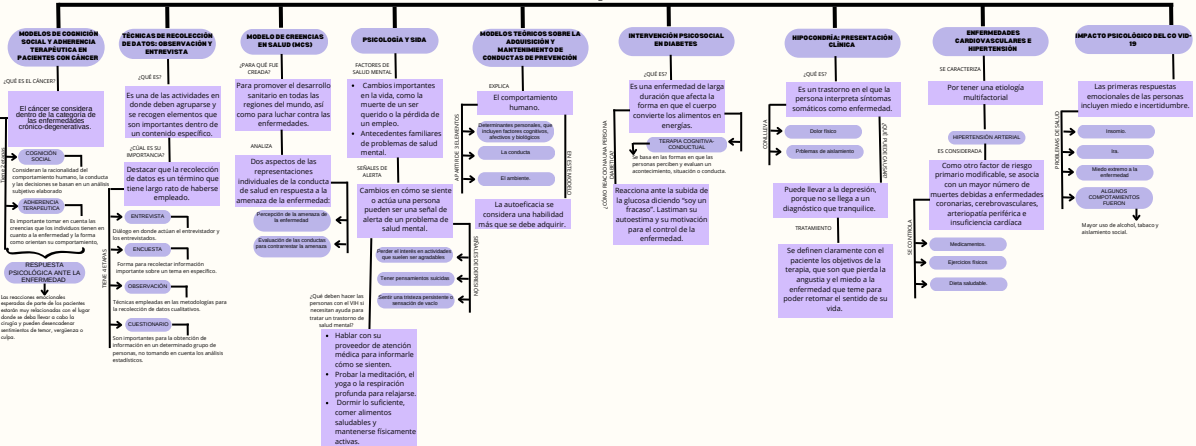 MODELOS DE COGNICIÓN
SOCIAL Y ADHERENCIA
TERAPÉUTICA EN
PACIENTES CON CÁNCER
¿QUÉ ES EL CÁNCER?
El cáncer se considera
dentro de la categoría de
las enfermedades
crónico-degenerativas.
COGNICIÓN
SOCIAL
Consideran la racionalidad del
comportamiento humano, la conducta
y las decisiones se basan en un análisis
subjetivo elaborado
ADHERENCIA
TERAPEUTICA
Es importante tomar en cuenta las
creencias que los individuos tienen en
cuanto a la enfermedad y la forma
como orientan su comportamiento,
RESPUESTA
PSICOLÓGICA ANTE LA
ENFERMEDAD
Las reacciones emocionales
esperadas de parte de los pacientes
estarán muy relacionadas con el lugar
donde se deba llevar a cabo la
cirugía y pueden desencadenar
sentimientos de temor, vergüenza o
culpa.
TÉCNICAS DE RECOLECCIÓN
DE DATOS: OBSERVACIÓN Y
ENTREVISTA
¿QUÉ ES?
Es una de las actividades en
donde deben agruparse y
se recogen elementos que
son importantes dentro de
un contenido específico.
¿CUÁL ES SU
IMPORTANCIA?
Destacar que la recolección
de datos es un término que
tiene largo rato de haberse
empleado.
TIENE 4 ETAPAS
ENTREVISTA
Diálogo en donde actúan el entrevistador y
los entrevistados.
ENCUESTA
Forma para recolectar información
importante sobre un tema en específico.
OBSERVACIÓN
Técnicas empleadas en las metodologías para
la recolección de datos cualitativos.
CUESTIONARIO
Son importantes para la obtención de
información en un determinado grupo de
personas, no tomando en cuenta los análisis
estadísticos.
MODELO DE CREENCIAS
EN SALUD (MCS)
¿PARA QUÉ FUE
CREADA?
Para promover el desarrollo
sanitario en todas las
regiones del mundo, así
como para luchar contra las
enfermedades.
ANALIZA
Dos aspectos de las
representaciones
individuales de la conducta
de salud en respuesta a la
amenaza de la enfermedad:
Percepción de la amenaza de
la enfermedad
Evaluación de las conductas
para contrarrestar la amenaza
PSICOLOGÍA Y SIDA
FACTORES DE
SALUD MENTAL
• Cambios importantes
en la vida, como la
muerte de un ser
querido o la pérdida de
un empleo.
• Antecedentes familiares
de problemas de salud
mental.
SEÑALES DE
ALERTA
Cambios en cómo se siente
o actúa una persona
pueden ser una señal de
alerta de un problema de
salud mental.
SEÑALES DE DEPRESIÓN
Perder el interés en actividades
que suelen ser agradables
Tener pensamientos suicidas
Sentir una tristeza persistente o
sensación de vacío
¿Qué deben hacer las
personas con el VIH si
necesitan ayuda para
tratar un trastorno de
salud mental?
• Hablar con su
proveedor de atención
médica para informarle
cómo se sienten.
• Probar la meditación, el
yoga o la respiración
profunda para relajarse.
• Dormir lo suficiente,
comer alimentos
saludables y
mantenerse físicamente
activas.
MODELOS TEÓRICOS SOBRE LA
ADQUISICIÓN Y
MANTENIMIENTO DE
CONDUCTAS DE PREVENCIÓN
EXPLICA
El comportamiento
humano.
A PARTIR DE 3 ELEMENTOS
Determinantes personales, que
incluyen factores cognitivos,
afectivos y biológicos
La conducta
El ambiente.
EN ESTE MODELO
La autoeficacia se
considera una habilidad
más que se debe adquirir.
INTERVENCIÓN PSICOSOCIAL
EN DIABETES
¿QUÉ ES?
Es una enfermedad de larga
duración que afecta la
forma en que el cuerpo
convierte los alimentos en
energías.
TERAPIA COGNITIVA-
CONDUCTUAL
Se basa en las formas en que las
personas perciben y evalúan un
acontecimiento, situación o conducta.
¿CÓMO REACCIONA UNA PERSONA
DIABÉTICA?
Reacciona ante la subida de
la glucosa diciendo “soy un
fracaso”. Lastiman su
autoestima y su motivación
para el control de la
enfermedad.
HIPOCONDRÍA: PRESENTACIÓN
CLÍNICA
¿QUÉ ES?
Es un trastorno en el que la
persona interpreta síntomas
somáticos como enfermedad.
CONLLEVA
Dolor físico
Priblemas de aislamiento
¿QUÉ PUEDE CAUSAR?
Puede llevar a la depresión,
porque no se llega a un
diagnóstico que tranquilice.
TRATAMIENTO
Se definen claramente con el
paciente los objetivos de la
terapia, que son que pierda la
angustia y el miedo a la
enfermedad que teme para
poder retomar el sentido de su
vida.
ENFERMEDADES
CARDIOVASCULARES E
HIPERTENSIÓN
SE CARACTERIZA
Por tener una etiología
multifactorial
HIPERTENCIÓN ARTERIAL
ES CONSIDERADA
Como otro factor de riesgo
primario modificable, se asocia
con un mayor número de
muertes debidas a enfermedad
coronarias, cerebrovasculares,
arteriopatía periférica e
insuficiencia cardíaca
SE CONTROLA
Medicamentos.
Ejercicios físicos
Dieta saludable.
IMPACTO PSICOLÓGICO DEL CO VID-
19
Las primeras respuestas
emocionales de las personas
incluyen miedo e incertidumbre.
PROBLEMAS DE SALUD
Insomio.
Ira.
Miedo extremo a la
enfermedad
ALGUNOS
COMPOTAMIENTOS
FUERÓN
Mayor uso de alcohol, tabaco y
aislamiento social.